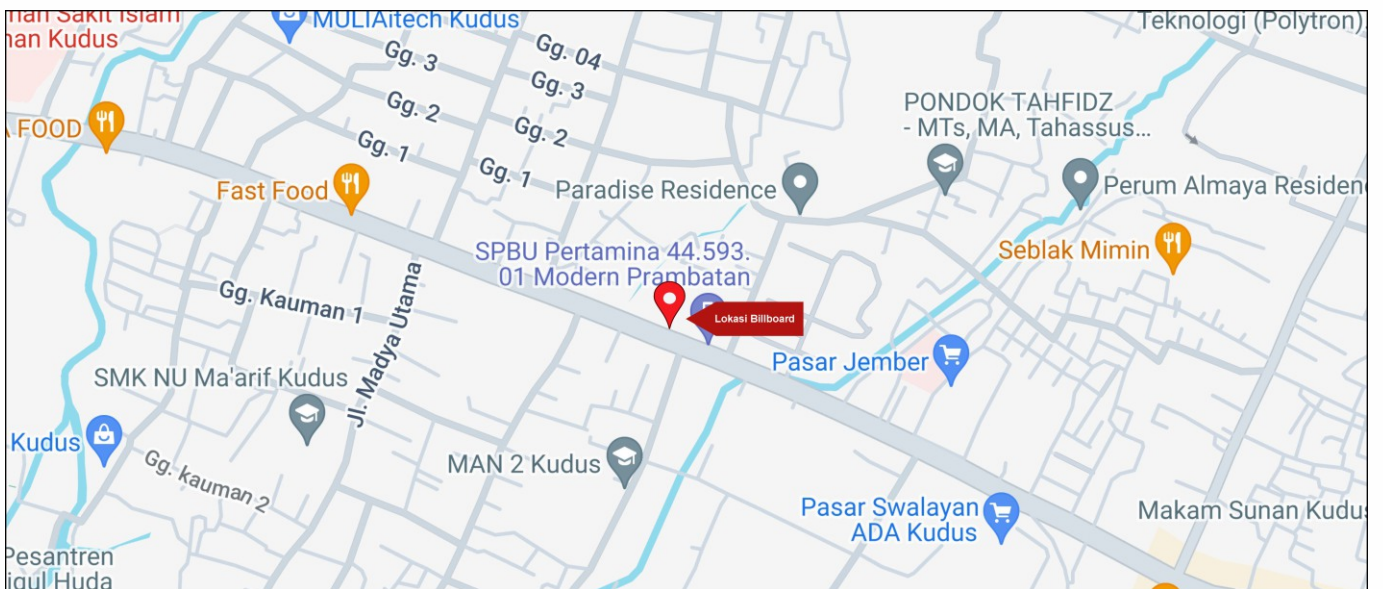 man Sakit Islam
nan Kudus
MULIAitech Kudus
Teknologi (Polytron)
Gg. 3
Gg. 04
Gg. 3
Gg. 2
Gg. 2
Gg. 1
Gg. 1
FOOD
Fast Food
PONDOK TAHFIDZ
- MTs, MA, Tahassus...
Paradise Residence
Perum Almaya Residen
SPBU Pertamina 44.593.
01 Modern Prambatan
Seblak Mimin
Lokasi Billboard
Gg. Kauman 1
Jl. Madya Utama
Pasar Jember
SMK NU Ma'arif Kudus
Kudus
Gg. kauman 2
MAN 2 Kudus
Pasar Swalayan
ADA Kudus
Makam Sunan Kudus
Pesantren
igul Huda